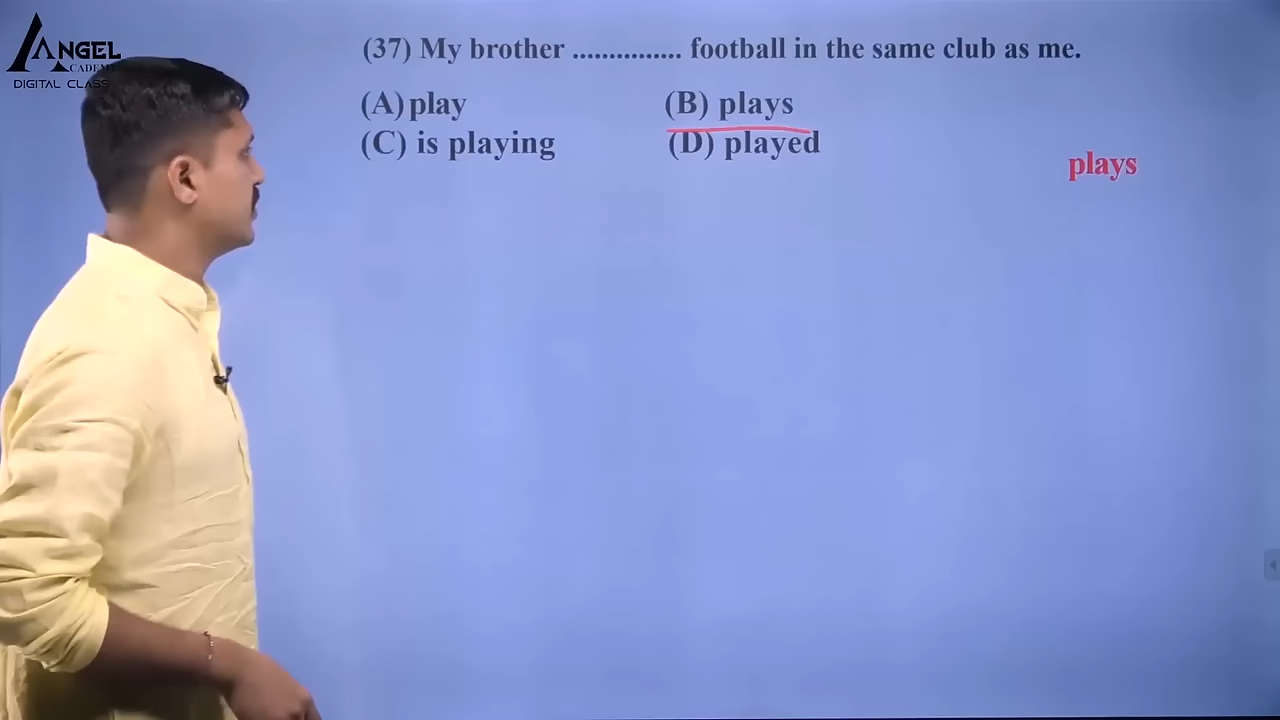 ANGEL
ACADEMY
DIGITAL CLASS
(37) My brother ............... football in the same club as me.
(A) play
(B) plays
(C) is playing
(D) played
plays